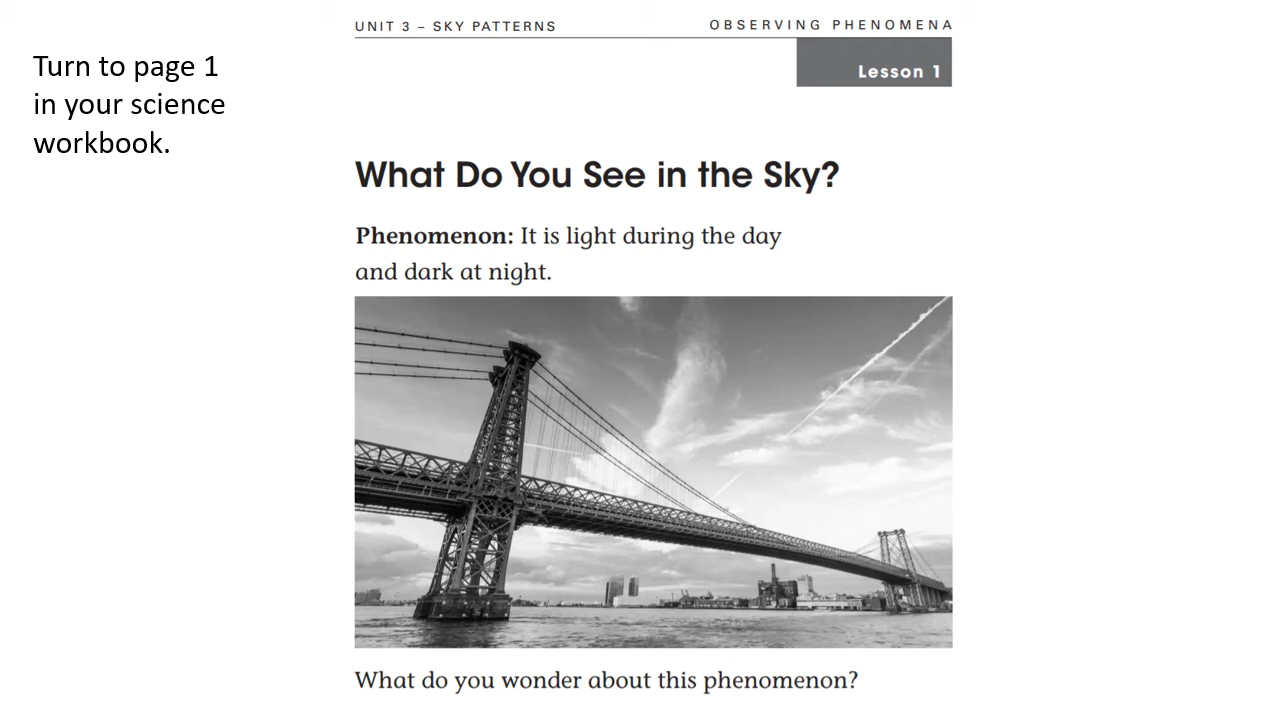 Turn to page 1
in your science
workbook.
UNIT 3 – SKY PATTERNS
OBSERVING PHENOMENA
Lesson 1
What Do You See in the Sky?
Phenomenon: It is light during the day
and dark at night.
What do you wonder about this phenomenon?